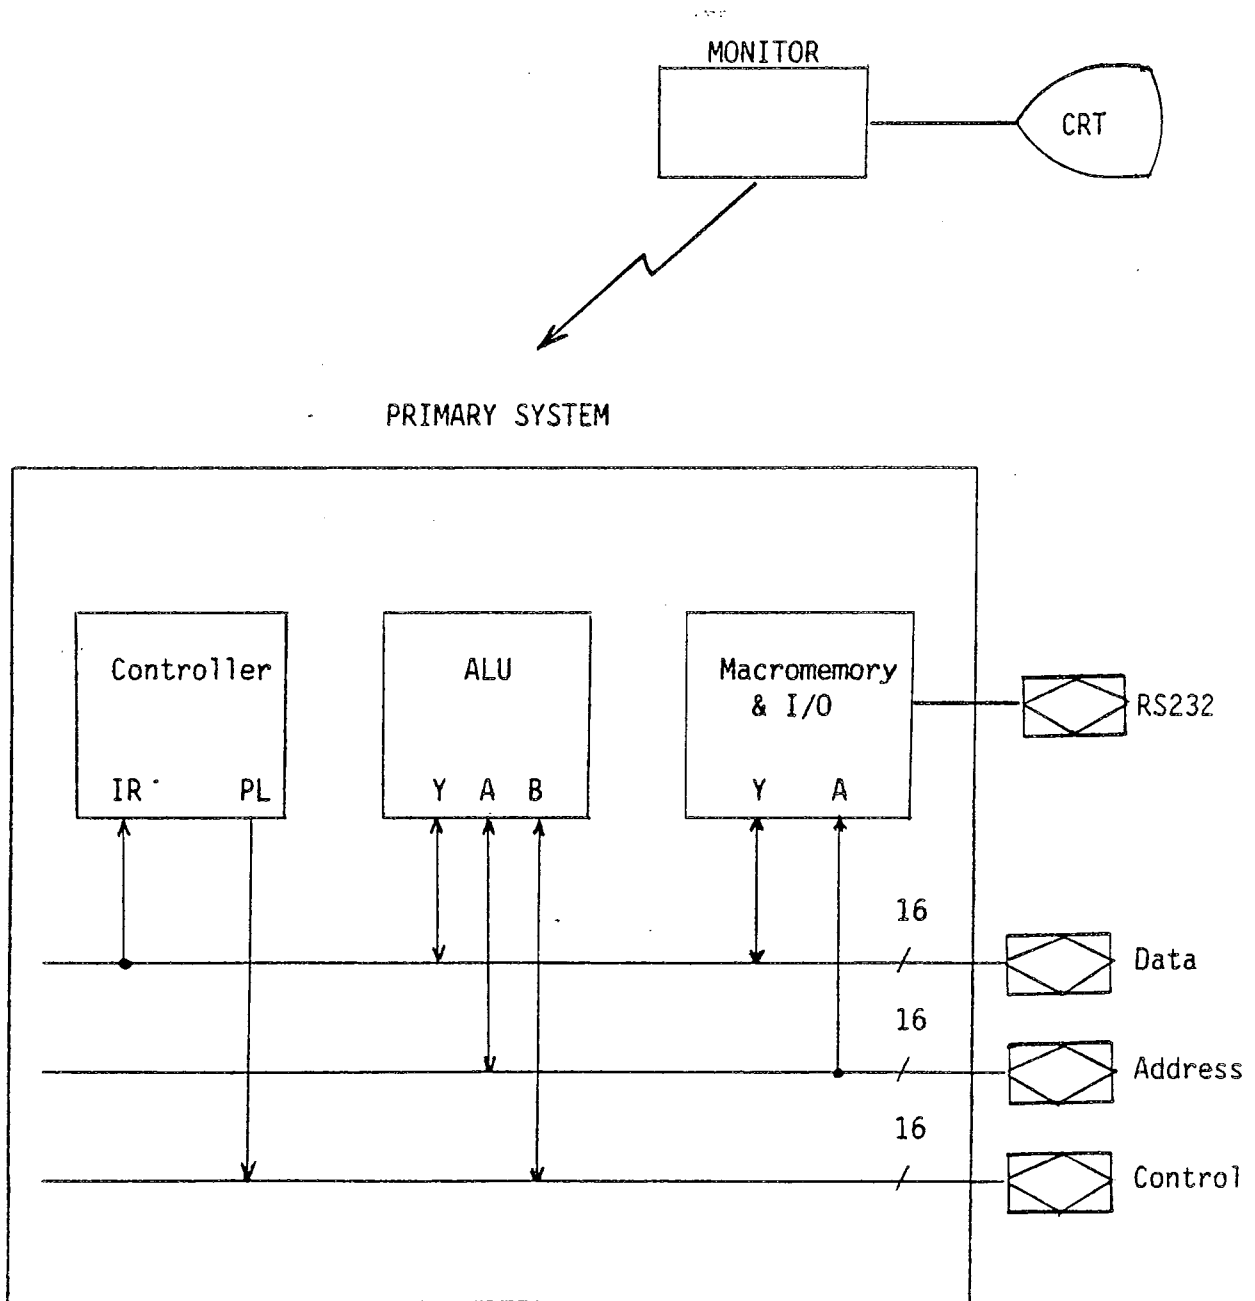 MONITOR
CRT
PRIMARY SYSTEM
Controller
ALU
Macromemory
& I/O
RS232
IR
PL
Y
A
B
Y
A
16
Data
16
Address
16
Control